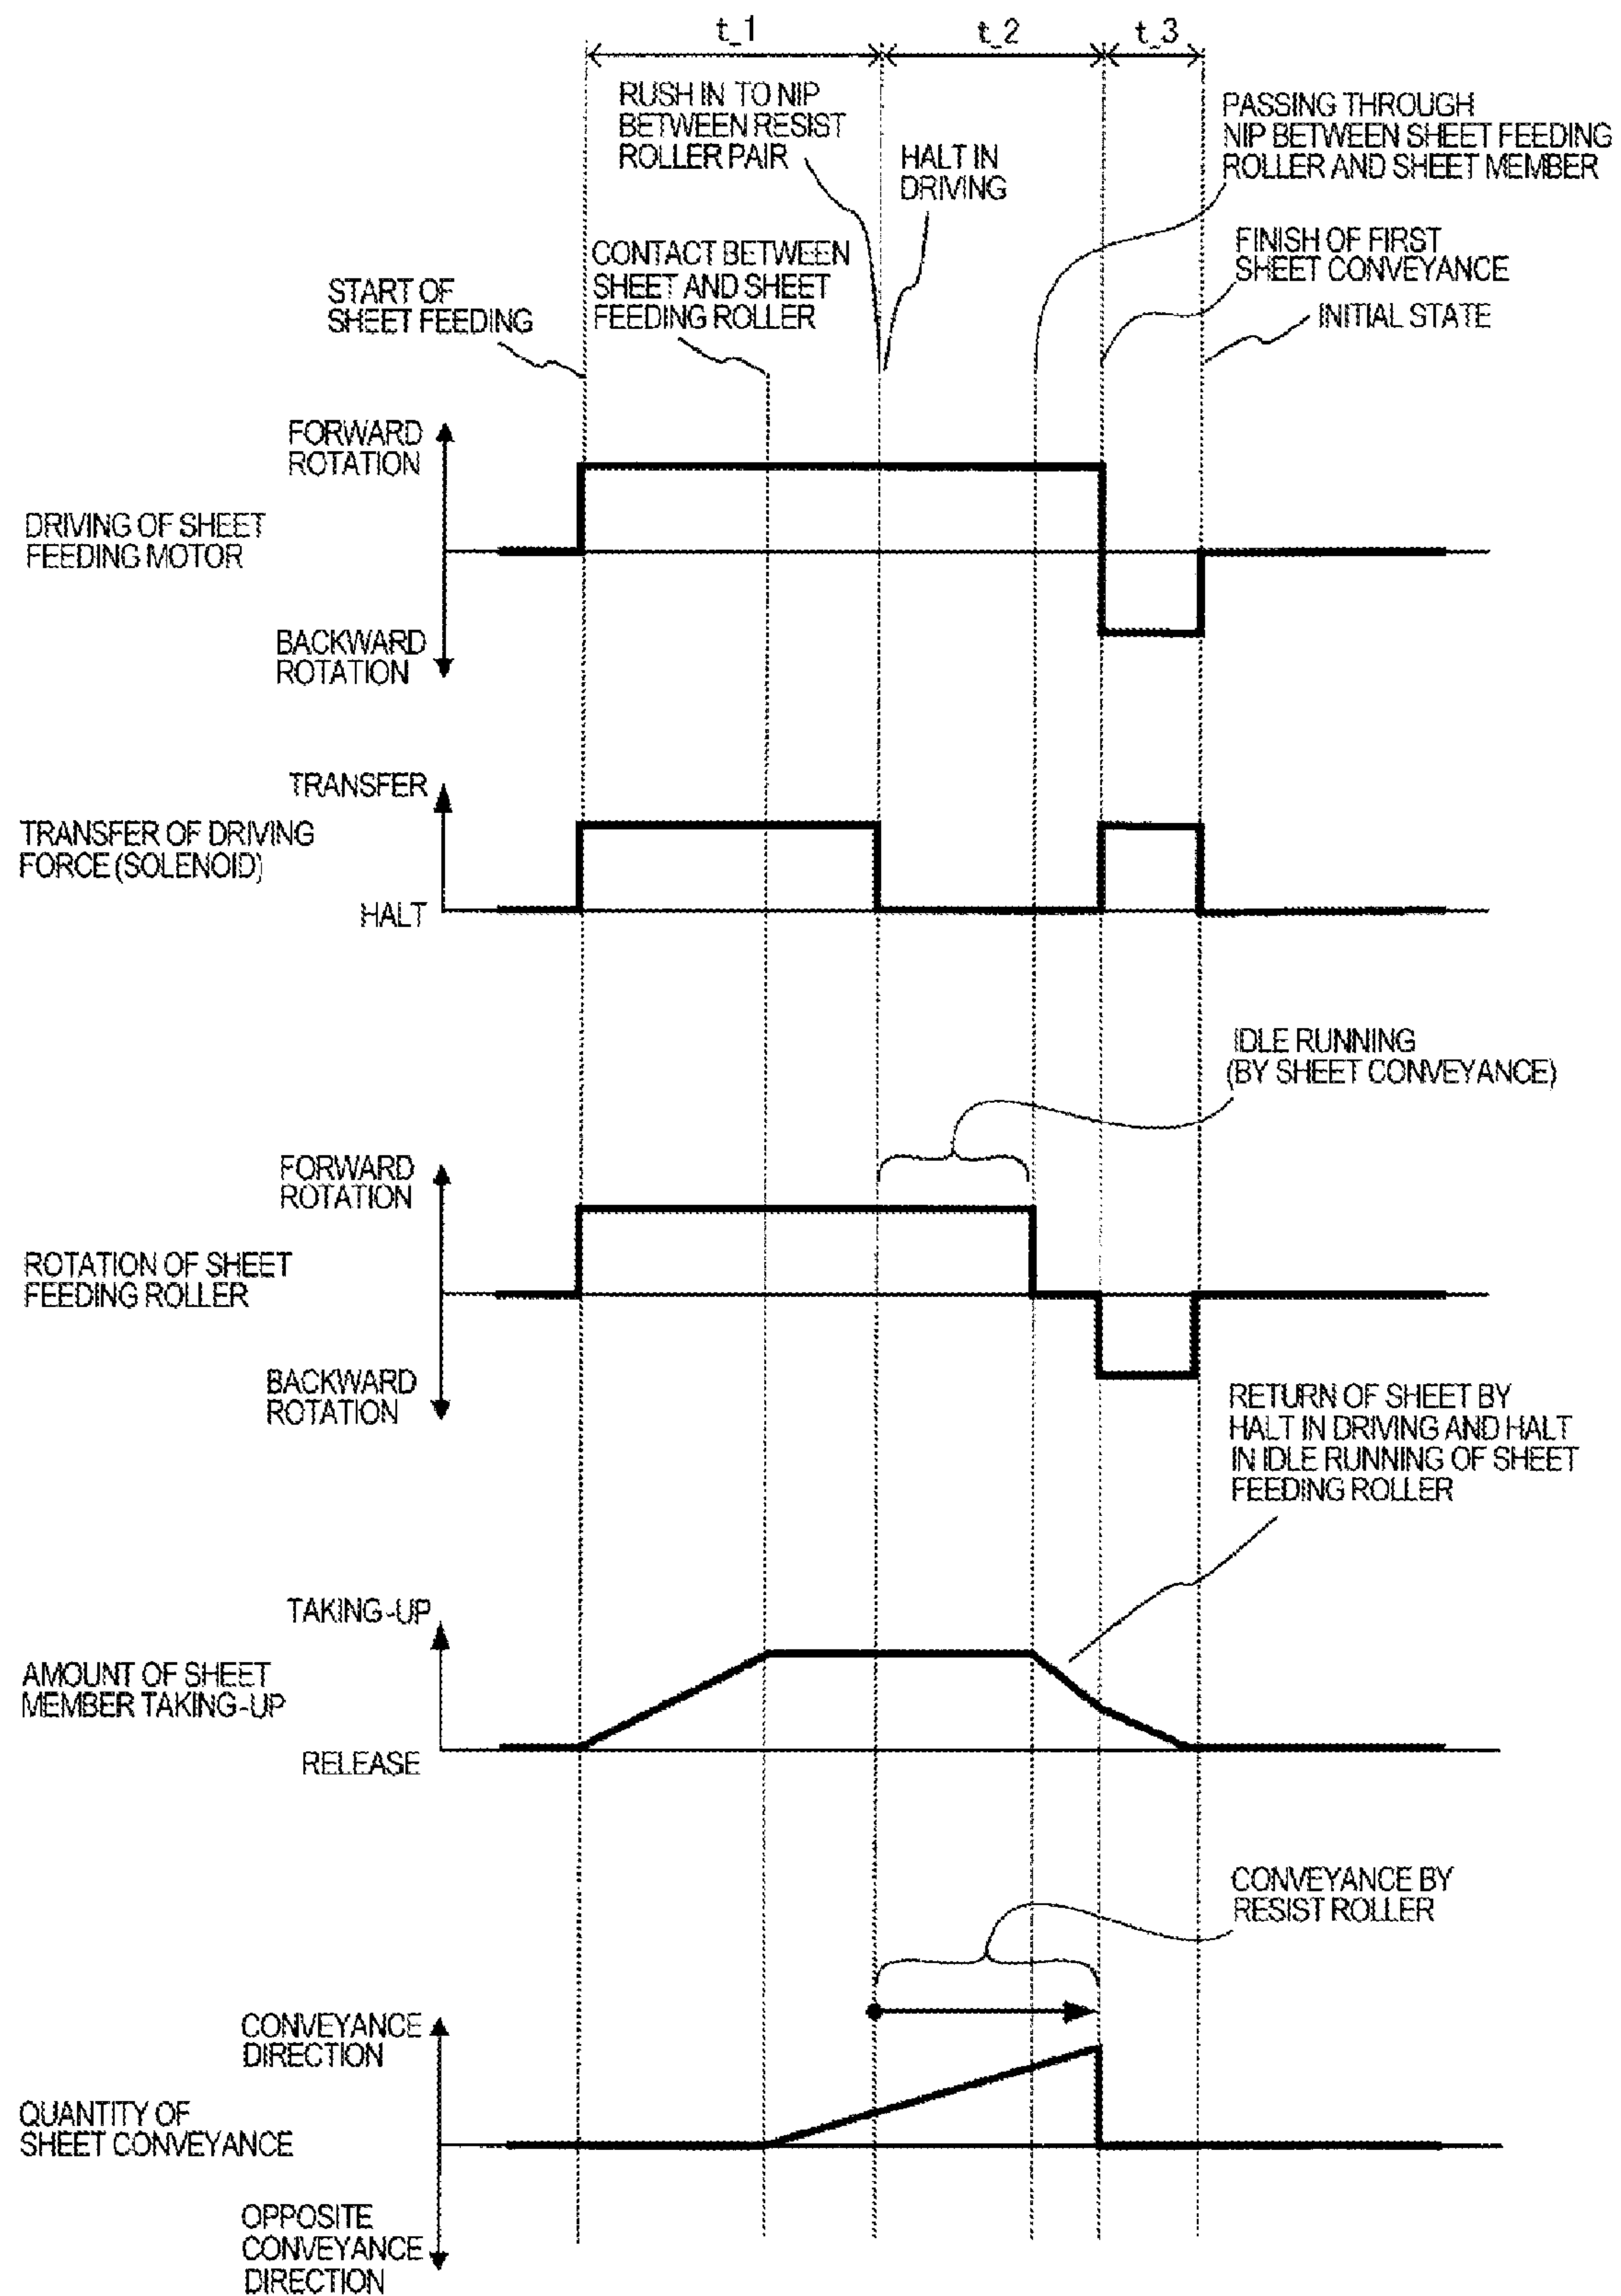 t_1
t_2
t_3
RUSH IN TO NIP
BETWEEN RESIST
ROLLER PAIR
HALT IN
DRIVING
PASSING THROUGH
NIP BETWEEN SHEET FEEDING
ROLLER AND SHEET MEMBER
CONTACT BETWEEN
SHEET AND SHEET
FEEDING ROLLER
FINISH OF FIRST
SHEET CONVEYANCE
START OF
SHEET FEEDING
INITIAL STATE
FORWARD
ROTATION
DRIVING OF SHEET
FEEDING MOTOR
BACKWARD
ROTATION
TRANSFER
TRANSFER OF DRIVING
FORCE (SOLENOID)
HALT
IDLE RUNNING
(BY SHEET CONVEYANCE)
FORWARD
ROTATION
ROTATION OF SHEET
FEEDING ROLLER
BACKWARD
ROTATION
RETURN OF SHEET BY
HALT IN DRIVING AND HALT
IN IDLE RUNNING OF SHEET
FEEDING ROLLER
TAKING-UP
AMOUNT OF SHEET
MEMBER TAKING-UP
RELEASE
CONVEYANCE BY
RESIST ROLLER
CONVEYANCE
DIRECTION
QUANTITY OF
SHEET CONVEYANCE
OPPOSITE
CONVEYANCE
DIRECTION